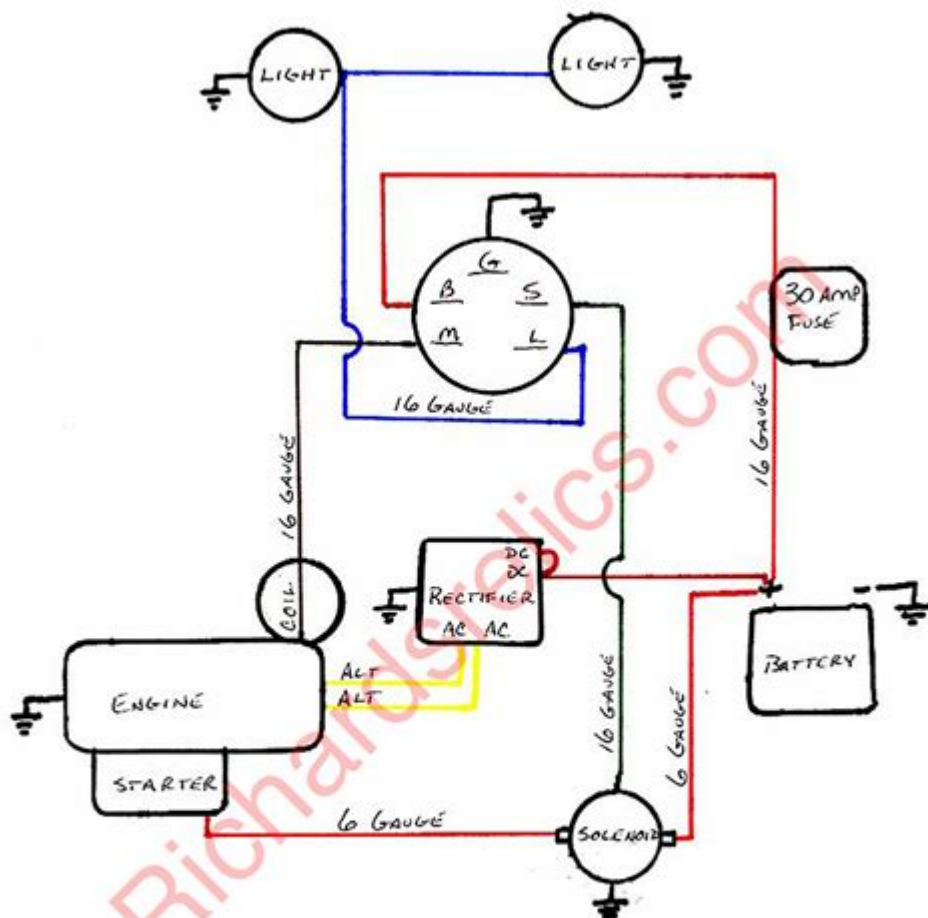 LIGHT
LIGHT
G
B
S
M
L
30 AMP
FUSE
16 GAUGE
16 GAUGE
16 GAUGE
DC
DC
RECTIFIER
AC AC
+
-
COIL
BATTERY
ALT
ALT
ENGINE
16 GAUGE
6 GAUGE
STARTER
6 GAUGE
SOLENOID
Richardsrelics.com